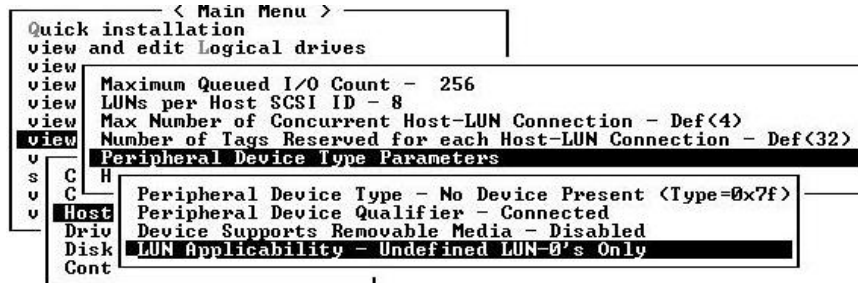 < Main Menu >
Quick installation
view and edit Logical drives
view
view
view
view
view
v
s
v
v
Maximum Queued I/O Count - 256
LUNs per Host SCSI ID - 8
Max Number of Concurrent Host-LUN Connection - Def(4)
Number of Tags Reserved for each Host-LUN Connection - Def(32)
Peripheral Device Type Parameters
C
C
Host
Driv
Disk
Cont
H
Peripheral Device Type - No Device Present (Type=0x7f)
Peripheral Device Qualifier - Connected
Device Supports Removable Media - Disabled
LUN Applicability - Undefined LUN-0's Only